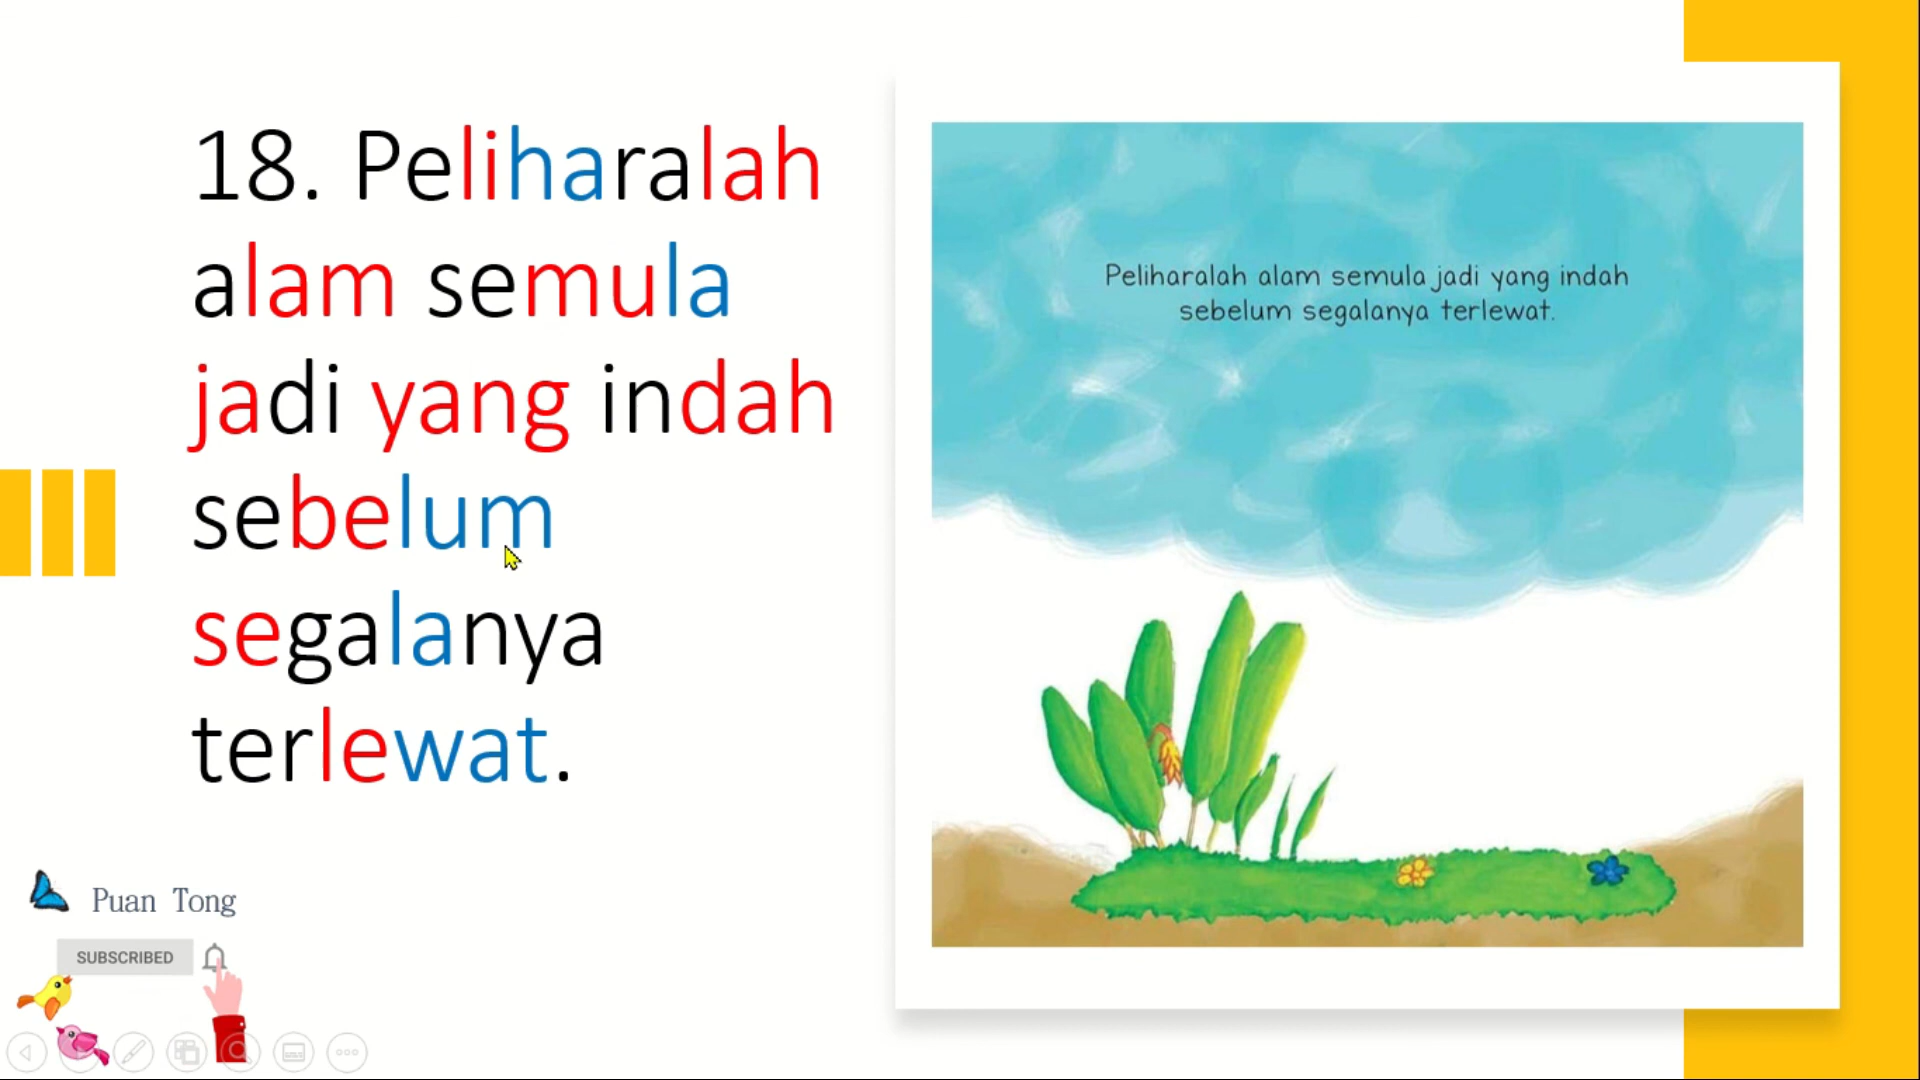 18. Peliharalah
alam semula
jadi yang indah
sebelum
segalanya
terlewat.
Peliharalah alam semula jadi yang indah
sebelum segalanya terlewat.
Puan Tong
SUBSCRIBED